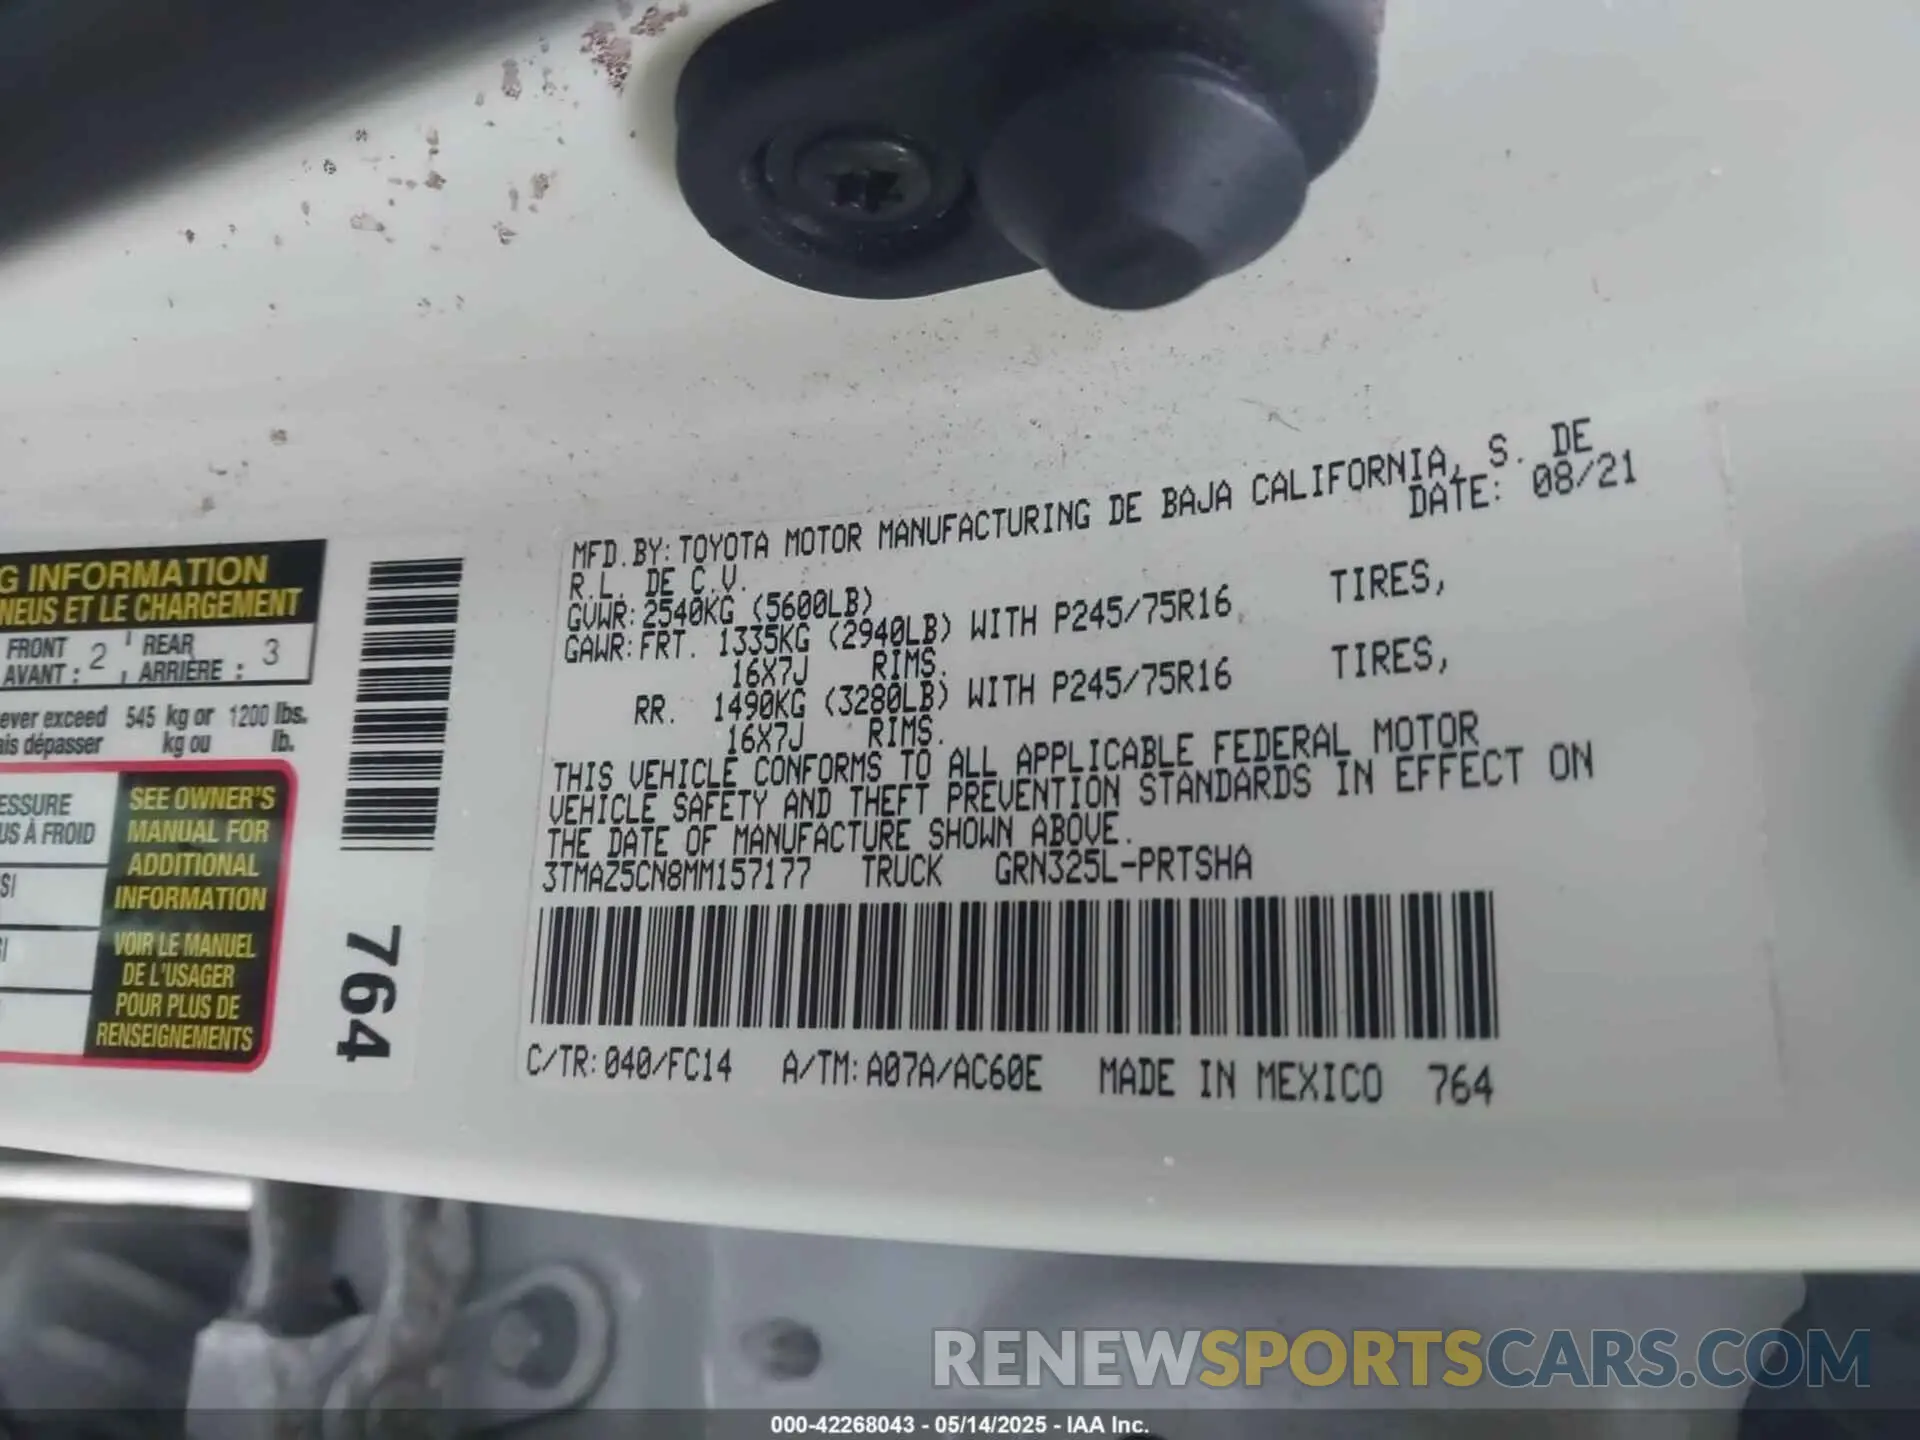 MFD.BY:TOYOTA MOTOR MANUFACTURING DE BAJA CALIFORNIA, S. DE
R.L. DE C.V. DATE: 08/21
GVWR:2540KG (5600LB)
GAWR:FRT. 1335KG (2940LB) WITH P245/75R16 TIRES,
16X7J RIMS.
RR. 1490KG (3280LB) WITH P245/75R16 TIRES,
16X7J RIMS.
THIS VEHICLE CONFORMS TO ALL APPLICABLE FEDERAL MOTOR
VEHICLE SAFETY AND THEFT PREVENTION STANDARDS IN EFFECT ON
THE DATE OF MANUFACTURE SHOWN ABOVE.
3TMAZ5CN8MM157177 TRUCK GRN325L-PRTSHA
C/TR:040/FC14 A/TM:A07A/AC60E MADE IN MEXICO 764
G INFORMATION
NEUS ET LE CHARGEMENT
FRONT 2 REAR 3
AVANT : ARRIÈRE :
ever exceed 545 kg or 1200 lbs.
ais dépasser kg ou lb.
ESSURE
US À FROID
SI
SI
SEE OWNER'S
MANUAL FOR
ADDITIONAL
INFORMATION
VOIR LE MANUEL
DE L'USAGER
POUR PLUS DE
RENSEIGNEMENTS
764
RENEWSPORTSCARS.COM
000-42268043 - 05/14/2025 - IAA Inc.